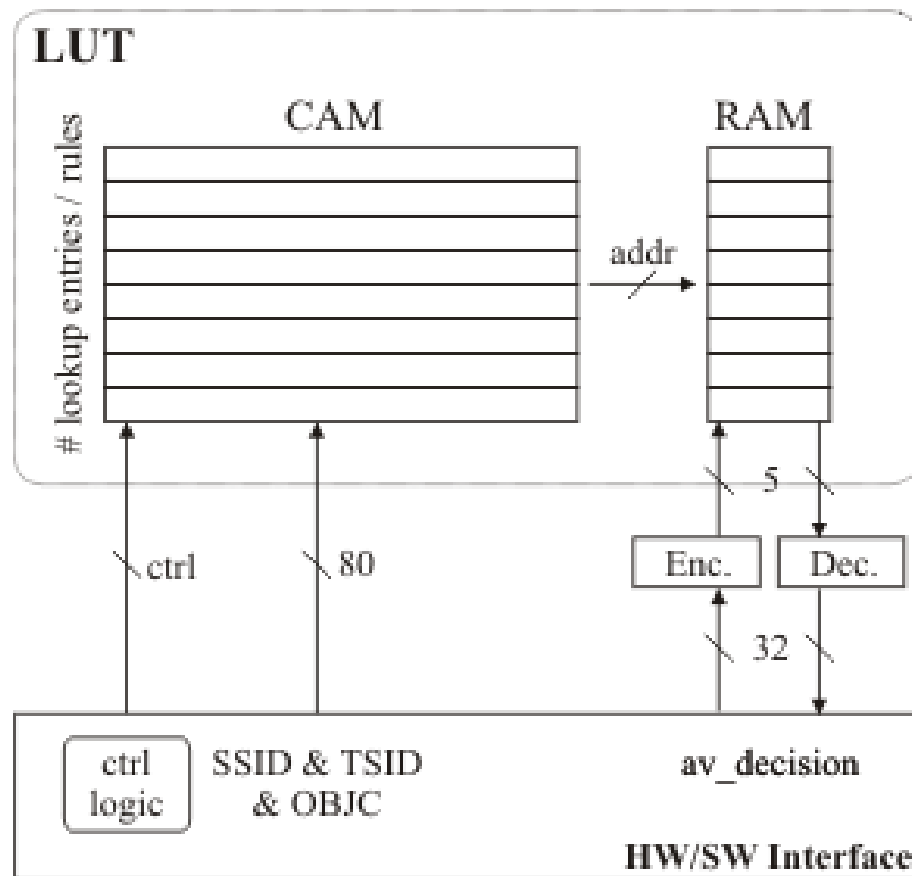 LUT
CAM
RAM
# lookup entries / rules
addr
5
ctrl
80
Enc.
Dec.
32
ctrl
logic
SSID & TSID
& OBJC
av_decision
HW/SW Interface